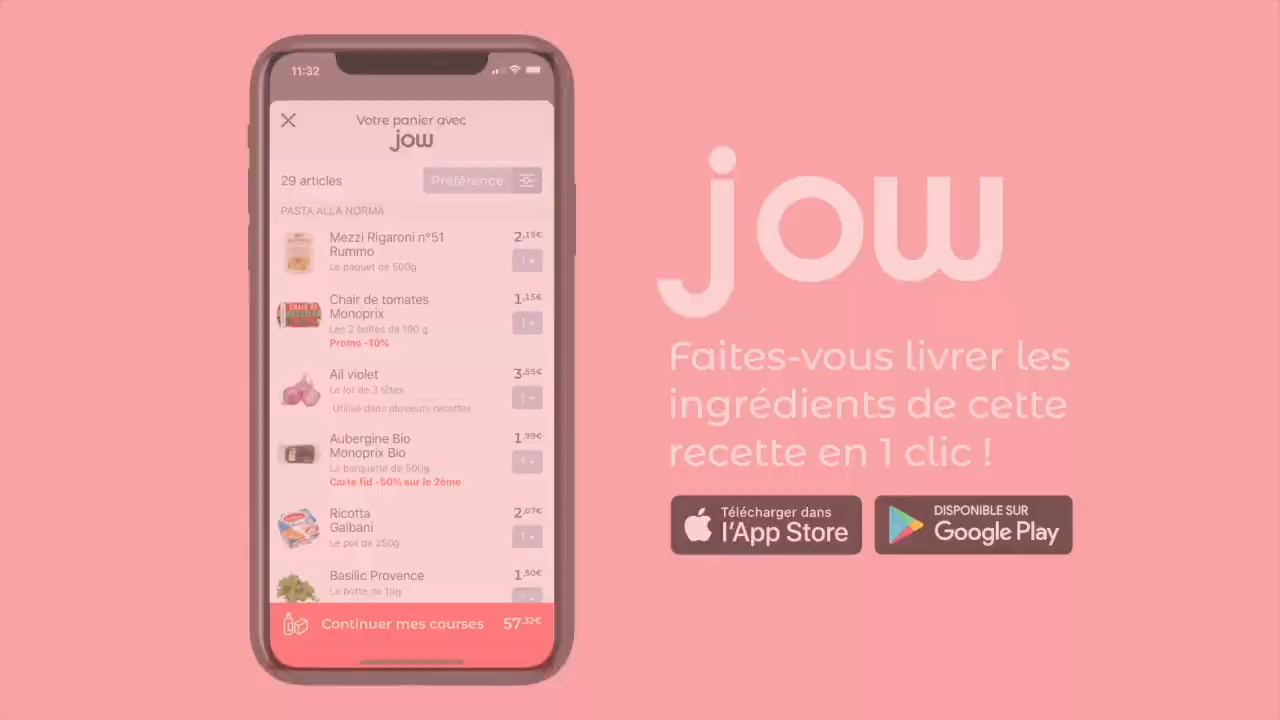 11:32
Votre panier avec
jow
29 articles
Préférence
PASTA ALLA NORMA
Mezzi Rigaroni n°51
Rummo
Le paquet de 500g
2,15€
1
Chair de tomates
Monoprix
Les 2 boîtes de 190 g
Promo -10%
1,15€
1
Ail violet
Le lot de 3 têtes
Utilisé dans plusieurs recettes
3,55€
1
Aubergine Bio
Monoprix Bio
La barquette de 500g
Carte fid -50% sur le 2ème
1,99€
1
Ricotta
Galbani
Le pot de 250g
2,07€
1
Basilic Provence
La botte de 10g
1,50€
Continuer mes courses 57,32€
jow
Faites-vous livrer les
ingrédients de cette
recette en 1 clic !
Télécharger dans
l'App Store
DISPONIBLE SUR
Google Play